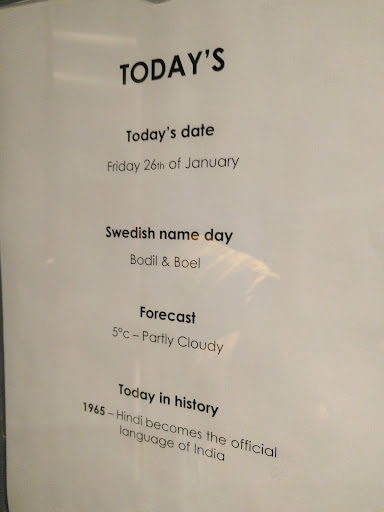 TODAY'S
Today's date
Friday 26th of January
Swedish name day
Bodil & Boel
Forecast
5°c – Partly Cloudy
Today in history
1965 – Hindi becomes the official
language of India